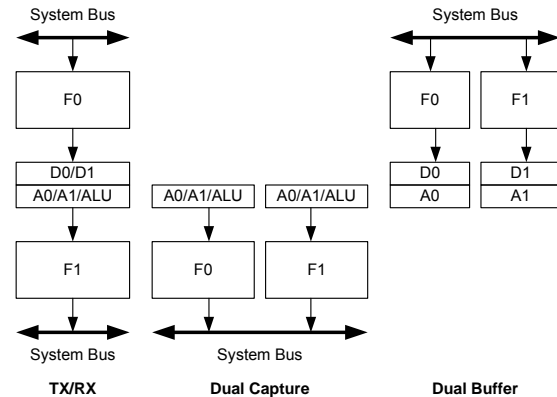 System Bus
System Bus
F0
F0
F1
D0/D1
A0/A1/ALU
A0/A1/ALU
A0/A1/ALU
D0
D1
A0
A1
F1
F0
F1
System Bus
System Bus
TX/RX
Dual Capture
Dual Buffer